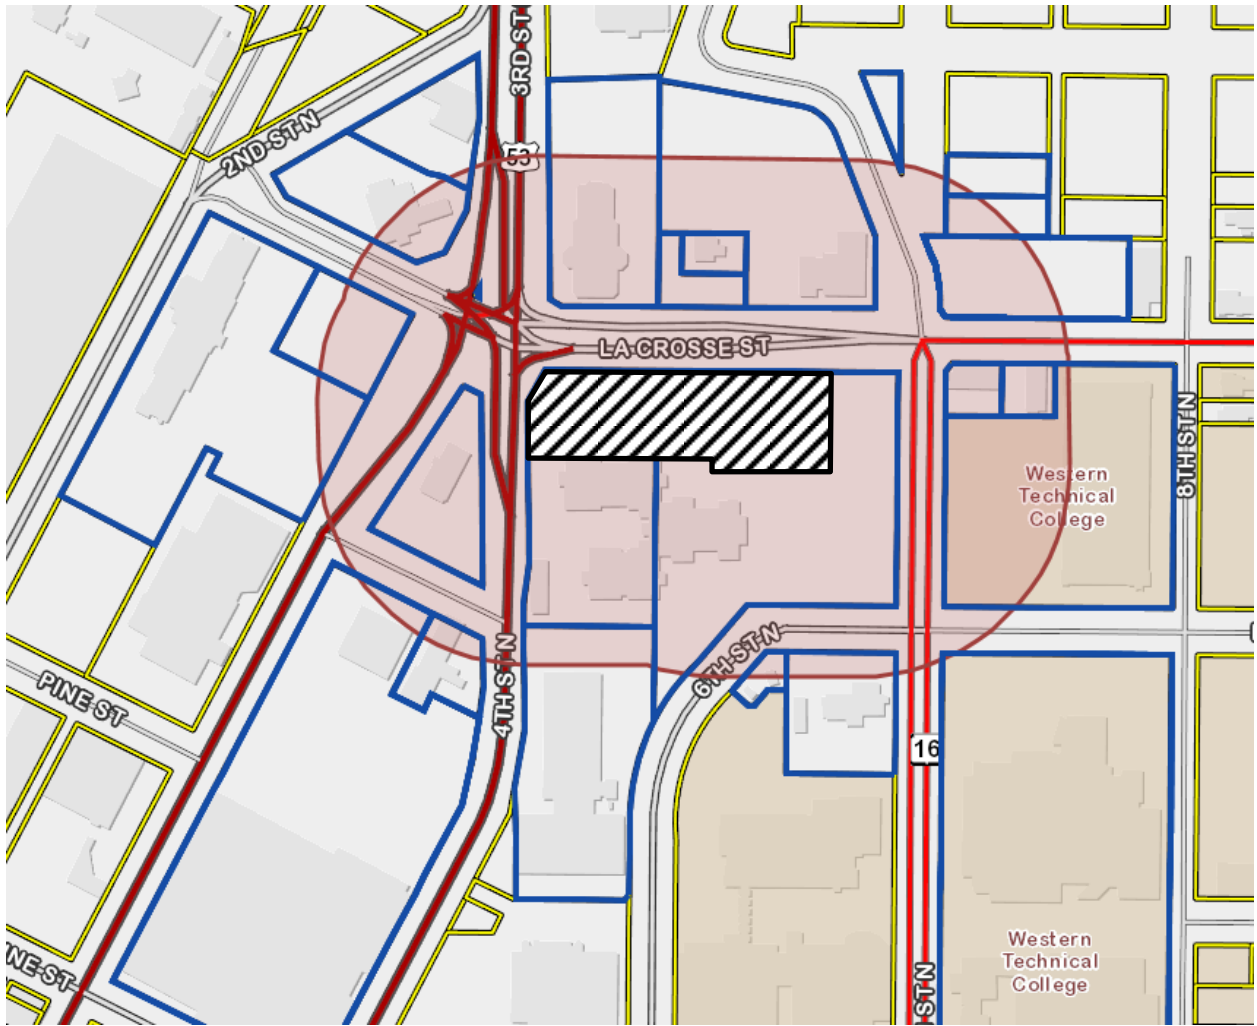 3RD ST
2ND ST N
53
LA CROSSE ST
8TH ST N
Western
Technical
College
6TH ST N
4TH ST N
PINE ST
16
Western
Technical
College
INE ST
ST N